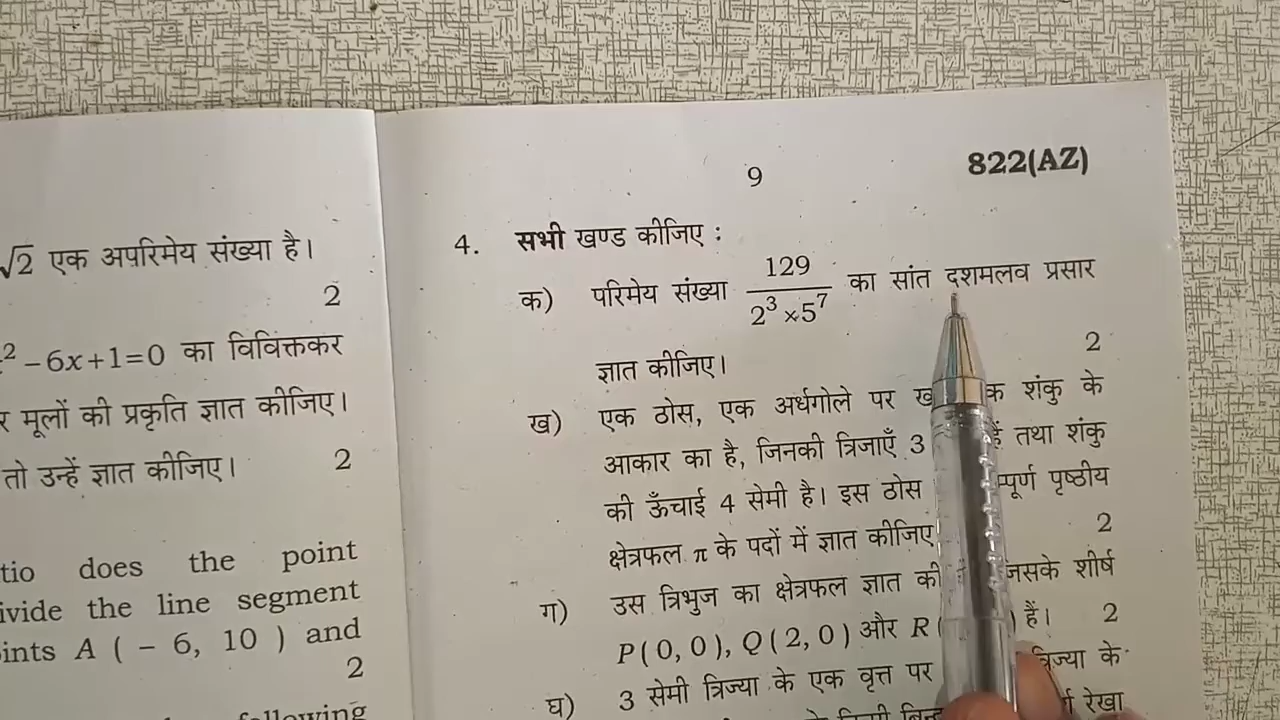 √2 एक अपरिमेय संख्या है।
2
2 – 6x + 1 = 0 का विविक्तकर
मूलों की प्रकृति ज्ञात कीजिए।
तो उन्हें ज्ञात कीजिए। 2
does the point
the line segment
A ( – 6, 10 ) and
2
9
822(AZ)
4. सभी खण्ड कीजिए :
क) परिमेय संख्या 129 / 2³ × 5⁷ का सांत दशमलव प्रसार
ज्ञात कीजिए। 2
ख) एक ठोस, एक अर्धगोले पर शंकु के
आकार का है, जिनकी त्रिजाएँ 3 हैं तथा शंकु
की ऊँचाई 4 सेमी है। इस ठोस पृष्ठीय
क्षेत्रफल π के पदों में ज्ञात कीजिए 2
ग) उस त्रिभुज का क्षेत्रफल ज्ञात जिसके शीर्ष
P(0, 0), Q(2, 0) और R( ) हैं। 2
घ) 3 सेमी त्रिज्या के एक वृत्त पर त्रिज्या के
रेखा